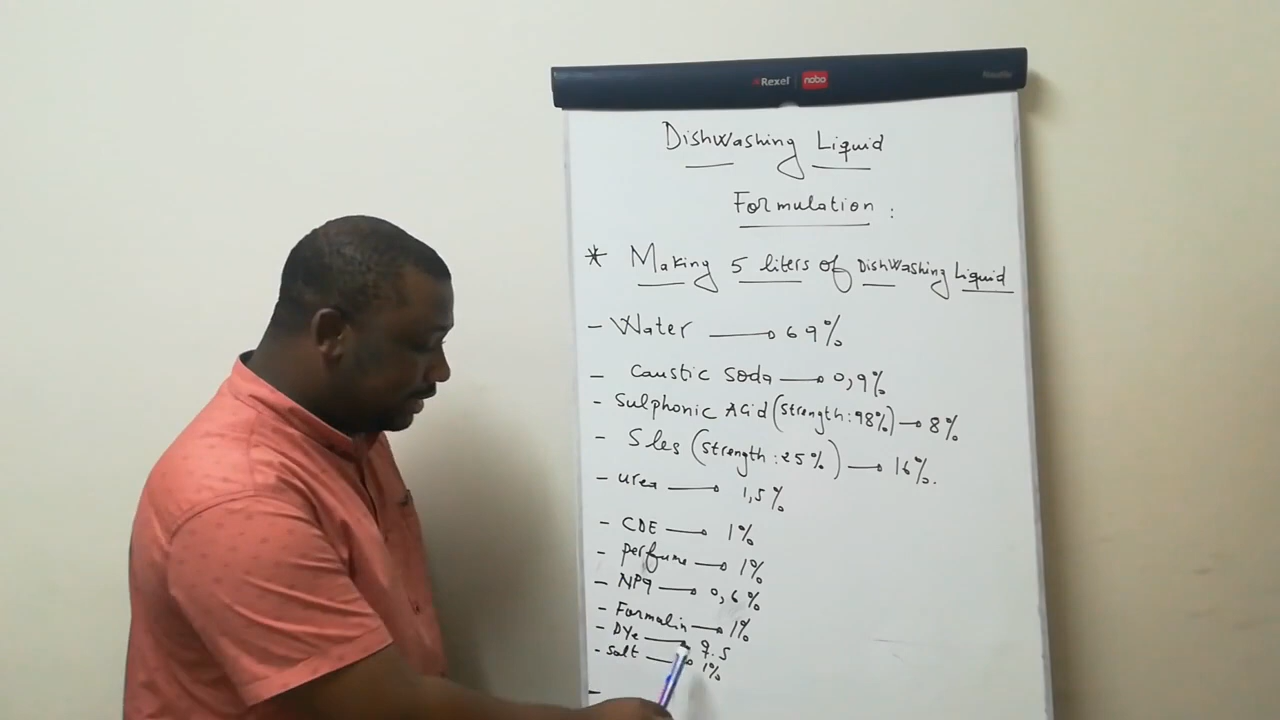 Rexel nobo
Dishwashing Liquid
Formulation :
* Making 5 liters of Dishwashing Liquid
- Water → 69%
- Caustic Soda → 0,9%
- Sulphonic Acid (Strength: 98%) → 8%
- Sles (Strength: 25%) → 16%.
- urea → 1,5%
- CDE → 1%
- perfume → 1%
- NP9 → 0,6%
- Formalin → 1%
- Dye → q.s
- Salt → 1%
-